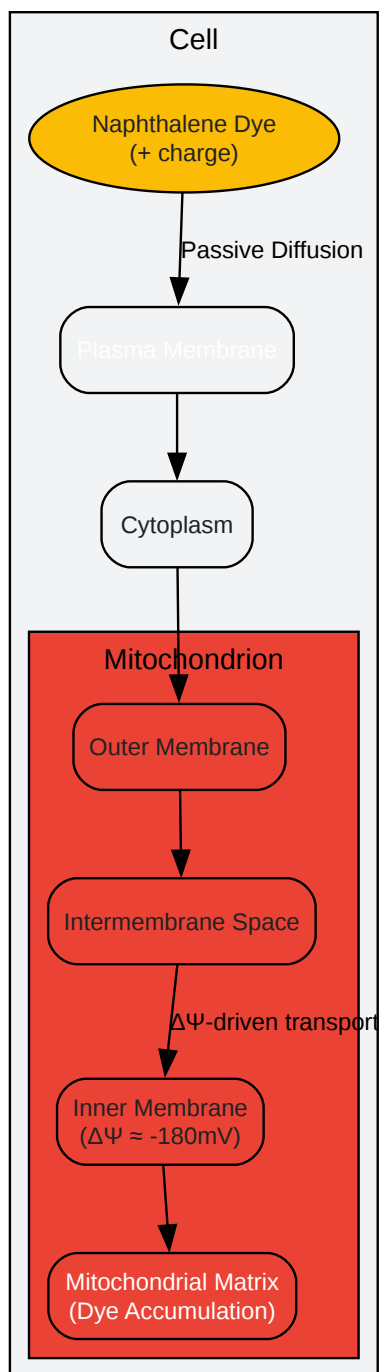 Cell
Naphthalene Dye
(+ charge)
Passive Diffusion
Plasma Membrane
Cytoplasm
Mitochondrion
Outer Membrane
Intermembrane Space
ΔΨ-driven transport
Inner Membrane
(ΔΨ ≈ -180mV)
Mitochondrial Matrix
(Dye Accumulation)